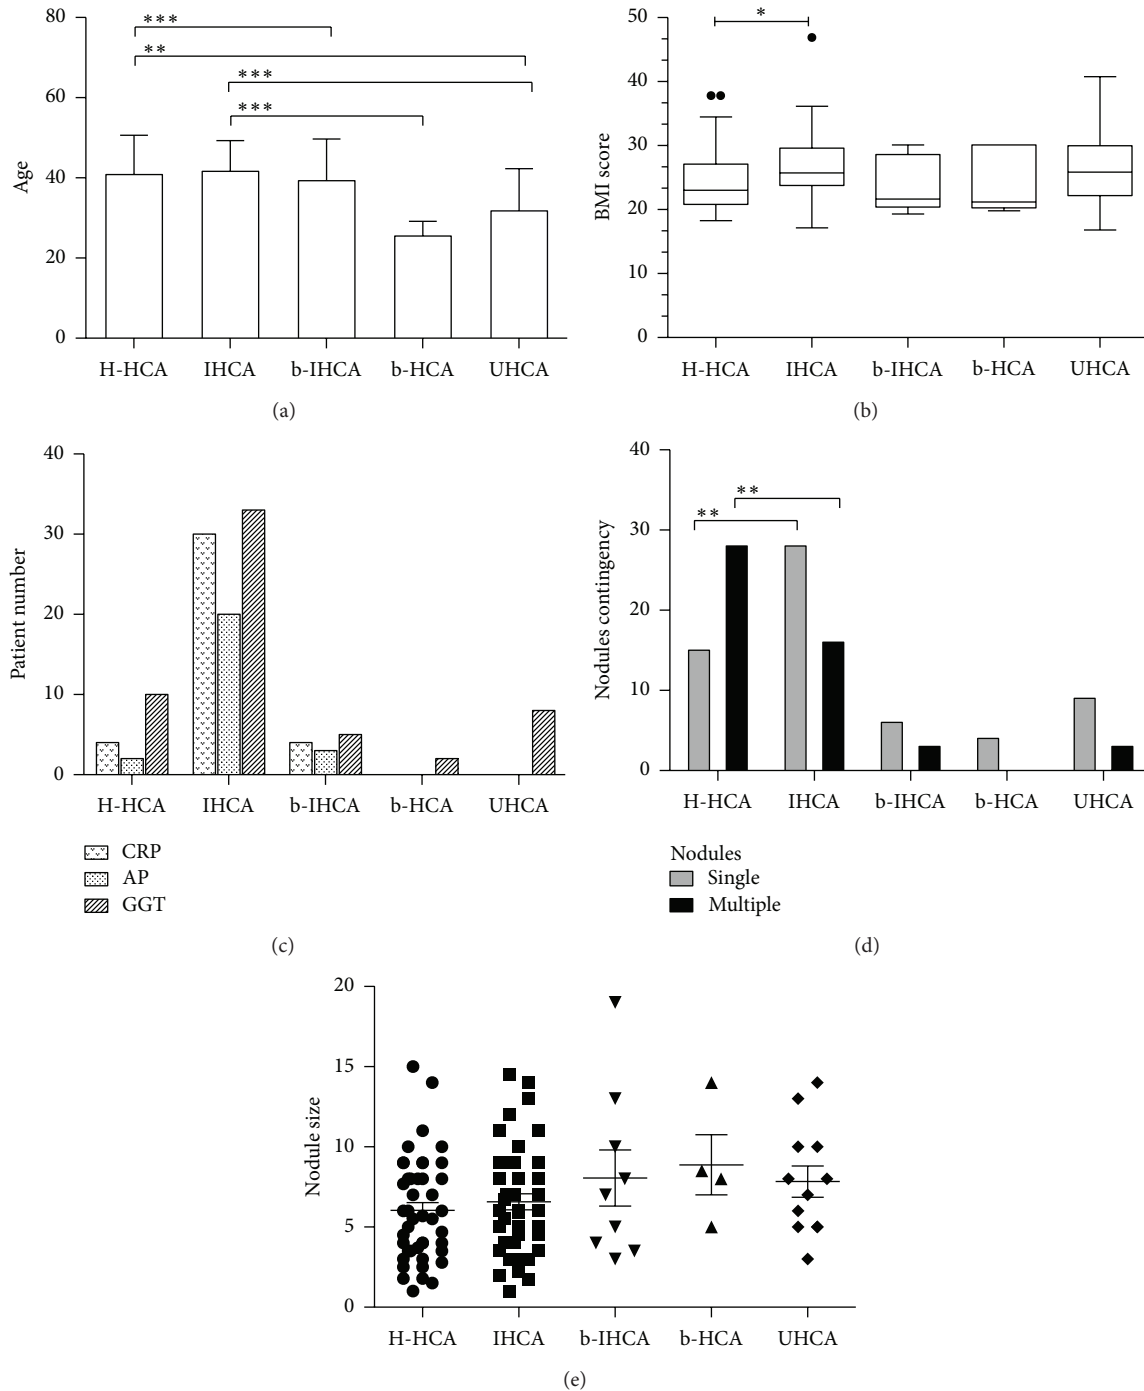 80
60
40
20
0
Age
***
**
***
***
H-HCA IHCA b-IHCA b-HCA UHCA
(a)
50
40
30
20
10
0
BMI score
*
H-HCA IHCA b-IHCA b-HCA UHCA
(b)
40
30
20
10
0
Patient number
H-HCA IHCA b-IHCA b-HCA UHCA
CRP
AP
GGT
(c)
40
30
20
10
0
Nodules contingency
**
**
H-HCA IHCA b-IHCA b-HCA UHCA
Nodules
Single
Multiple
(d)
20
15
10
5
0
Nodule size
H-HCA IHCA b-IHCA b-HCA UHCA
(e)